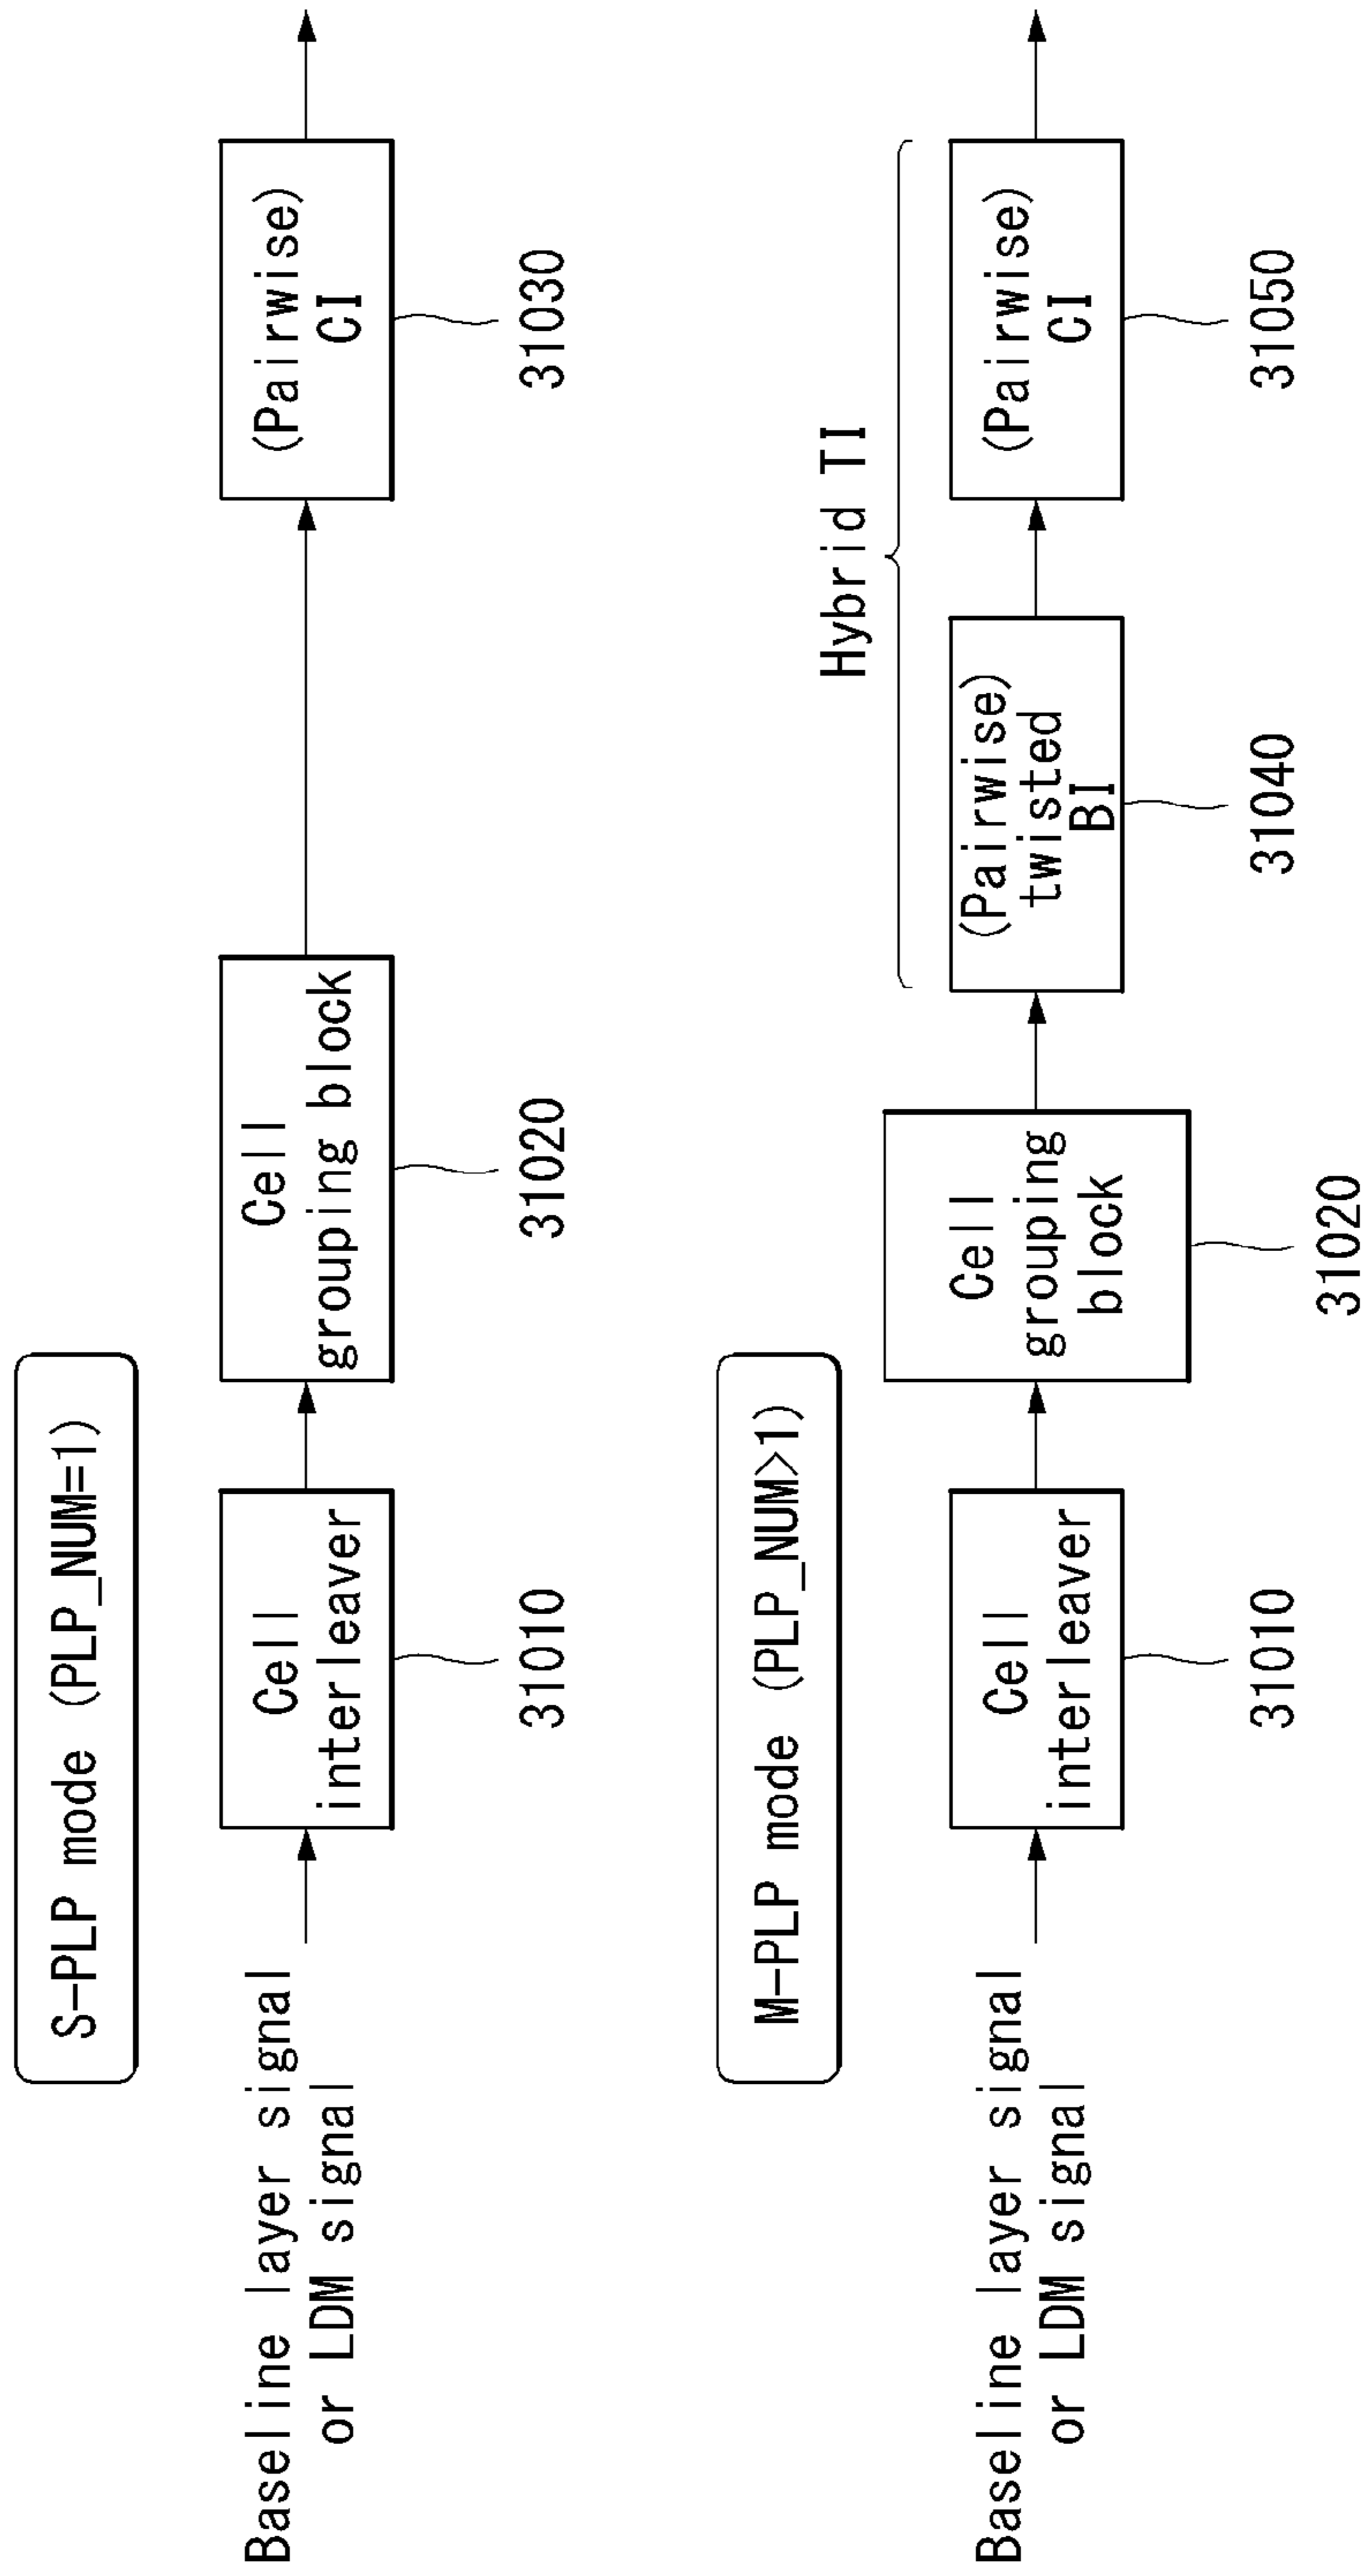 S-PLP mode (PLP_NUM=1)
Baseline layer signal
or LDM signal
Cell
interleaver
31010
Cell
grouping block
31020
(Pairwise)
CI
31030
M-PLP mode (PLP_NUM>1)
Baseline layer signal
or LDM signal
Cell
interleaver
31010
Cell
grouping
block
31020
Hybrid TI
(Pairwise)
twisted
BI
31040
(Pairwise)
CI
31050